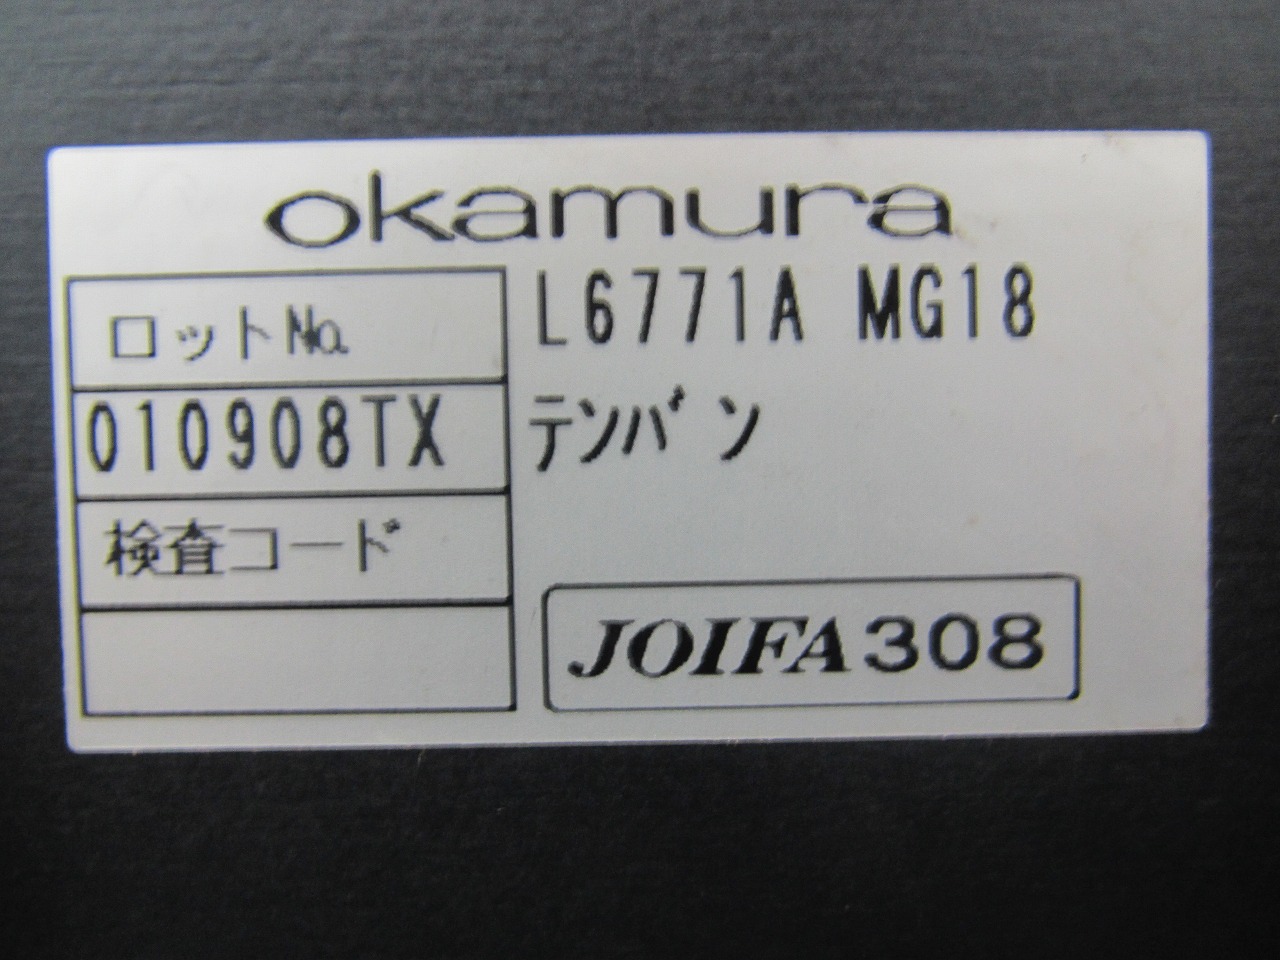 okamura
L6771A MG18
ロットNo.
010908TX
テンバン
検査コード
JOIFA308